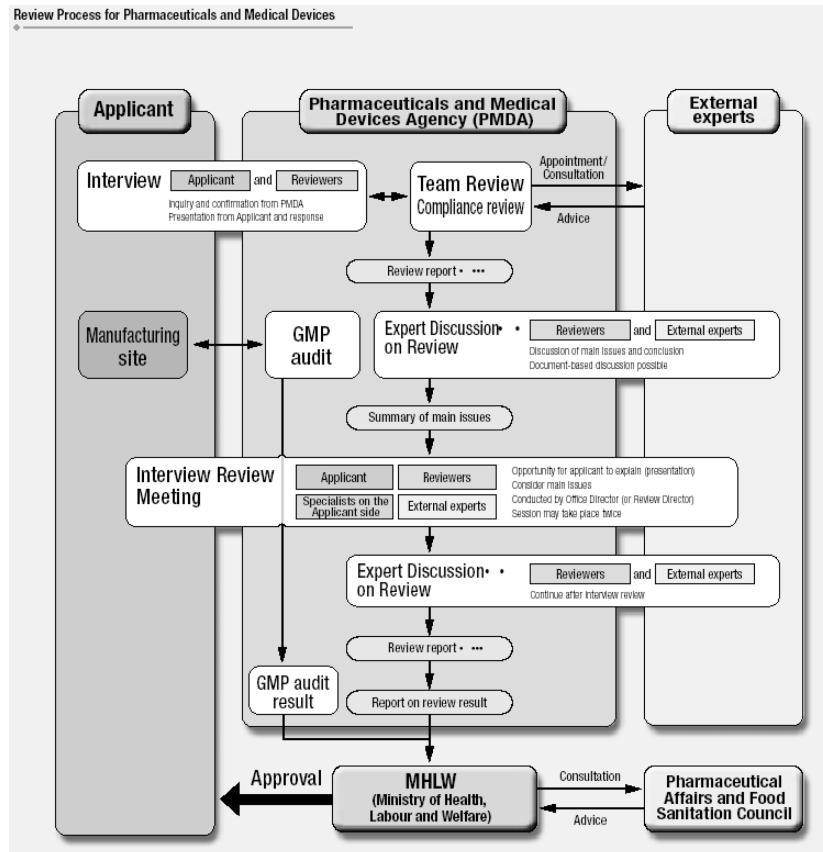 Review Process for Pharmaceuticals and Medical Devices
Applicant
Pharmaceuticals and Medical
Devices Agency (PMDA)
External
experts
Interview
Applicant and Reviewers
Inquiry and confirmation from PMDA
Presentation from Applicant and response
Team Review
Compliance review
Appointment/
Consultation
Advice
Review report • •••
Manufacturing
site
GMP
audit
Expert Discussion • •
on Review
Reviewers and External experts
Discussion of main issues and conclusion
Document-based discussion possible
Summary of main issues
Interview Review
Meeting
Applicant
Reviewers
Specialists on the
Applicant side
External experts
Opportunity for applicant to explain (presentation)
Consider main issues
Conducted by Office Director (or Review Director)
Session may take place twice
Expert Discussion • •
on Review
Reviewers and External experts
Continue after interview review
Review report • •••
GMP audit
result
Report on review result
Approval
MHLW
(Ministry of Health,
Labour and Welfare)
Consultation
Advice
Pharmaceutical
Affairs and Food
Sanitation Council